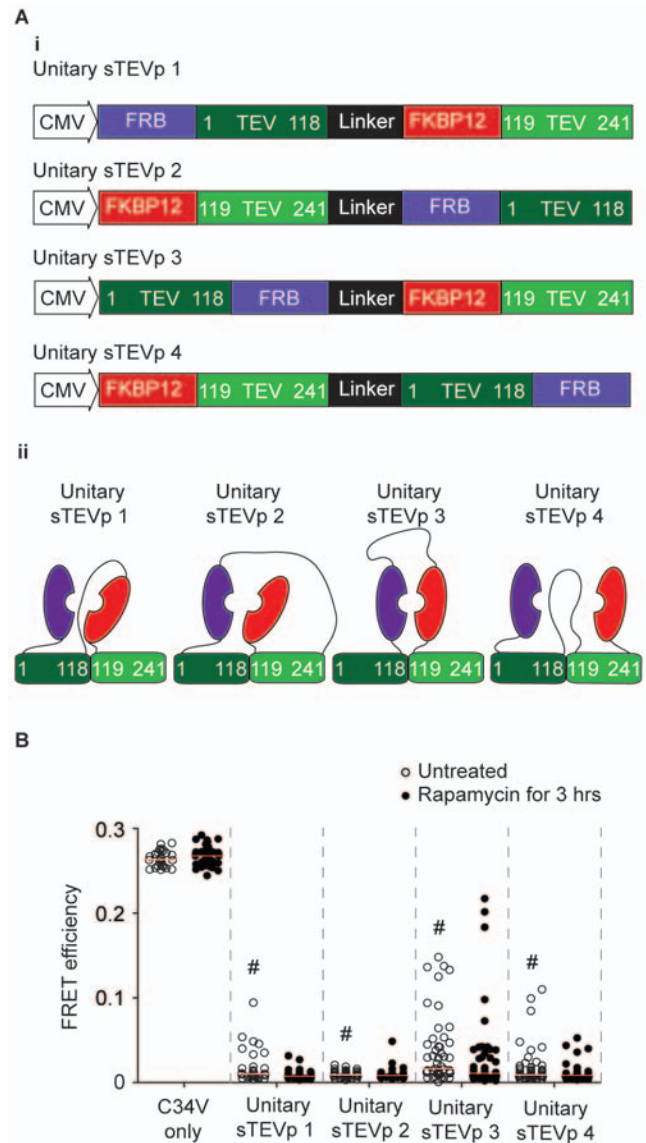 A
i
Unitary sTEVp 1
CMV FRB 1 TEV 118 Linker FKBP12 119 TEV 241
Unitary sTEVp 2
CMV FKBP12 119 TEV 241 Linker FRB 1 TEV 118
Unitary sTEVp 3
CMV 1 TEV 118 FRB Linker FKBP12 119 TEV 241
Unitary sTEVp 4
CMV FKBP12 119 TEV 241 Linker 1 TEV 118 FRB
ii
Unitary Unitary Unitary Unitary
sTEVp 1 sTEVp 2 sTEVp 3 sTEVp 4
1 118 119 241 1 118 119 241 1 118 119 241 1 118 119 241
B
○ Untreated
● Rapamycin for 3 hrs
FRET efficiency
0.3
0.2
0.1
0
# # # #
C34V Unitary Unitary Unitary Unitary
only sTEVp 1 sTEVp 2 sTEVp 3 sTEVp 4